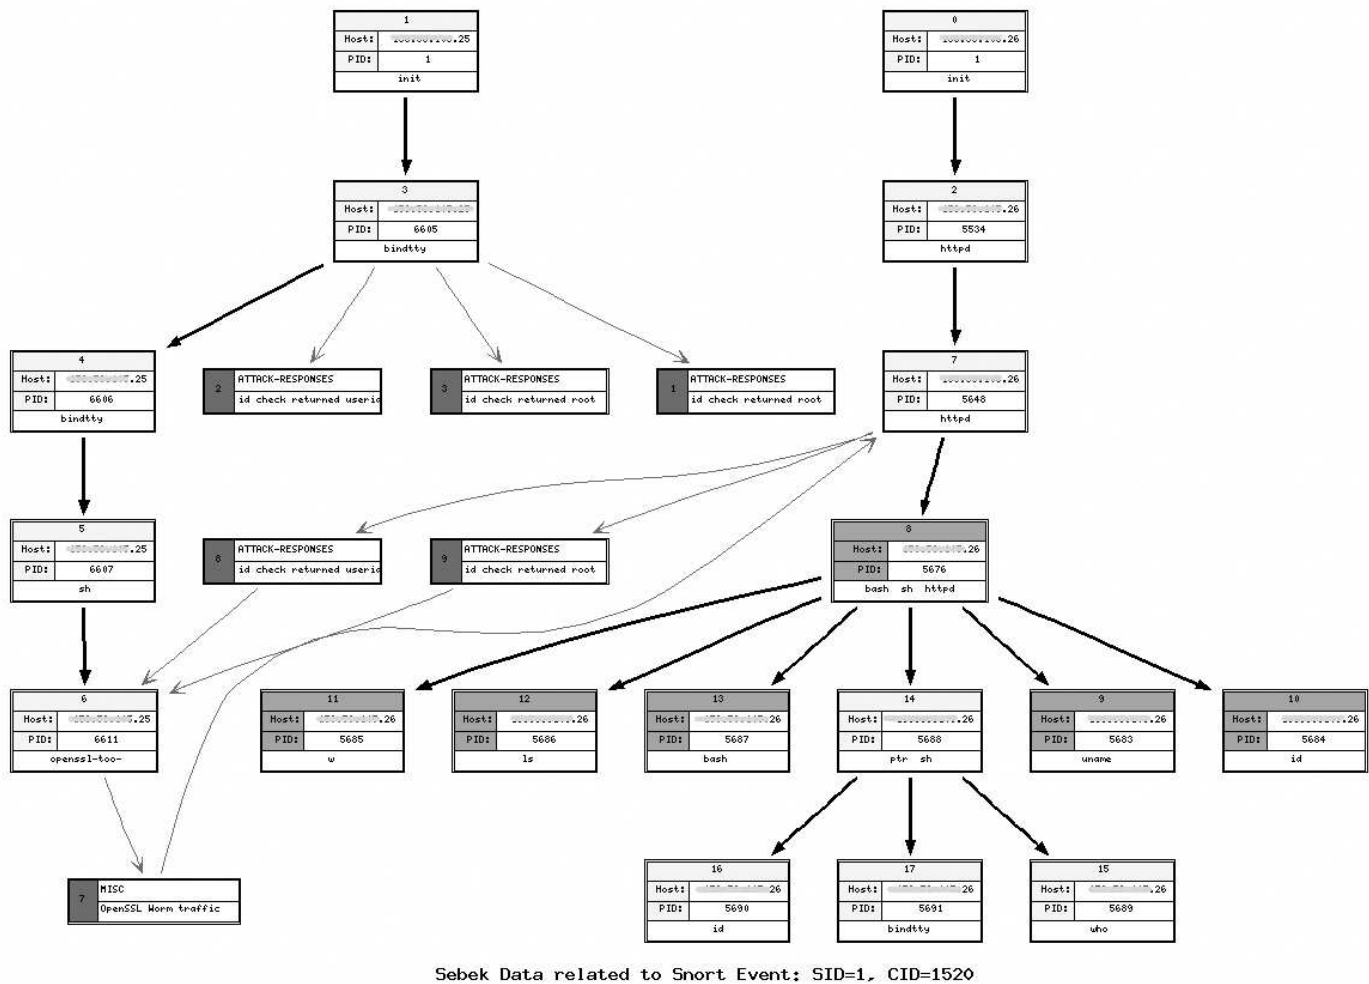 1
Host: .25
PID: 1
init
0
Host: .26
PID: 1
init
3
Host:
PID: 6605
bindtty
2
Host: .26
PID: 5534
httpd
4
Host: .25
PID: 6606
bindtty
2 ATTACK-RESPONSES
id check returned userid
3 ATTACK-RESPONSES
id check returned root
1 ATTACK-RESPONSES
id check returned root
7
Host: .26
PID: 5648
httpd
5
Host: .25
PID: 6607
sh
8 ATTACK-RESPONSES
id check returned userid
9 ATTACK-RESPONSES
id check returned root
8
Host: .26
PID: 5676
bash sh httpd
6
Host: .25
PID: 6611
openssl-too-
11
Host: .26
PID: 5685
w
12
Host: .26
PID: 5686
ls
13
Host: .26
PID: 5687
bash
14
Host: .26
PID: 5688
ptr sh
9
Host: .26
PID: 5683
uname
10
Host: .26
PID: 5684
id
7 MISC
OpenSSL Worm traffic
16
Host: 26
PID: 5690
id
17
Host: .26
PID: 5691
bindtty
15
Host: .26
PID: 5689
who
Sebek Data related to Snort Event: SID=1, CID=1520